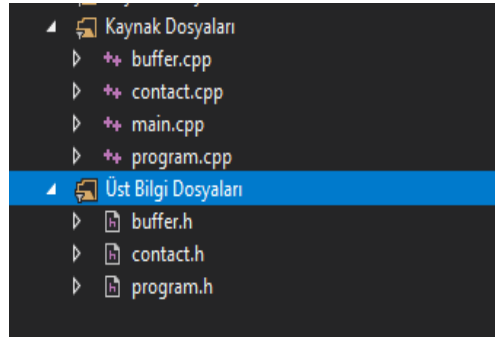 Kaynak Dosyaları
++ buffer.cpp
++ contact.cpp
++ main.cpp
++ program.cpp
Üst Bilgi Dosyaları
h buffer.h
h contact.h
h program.h